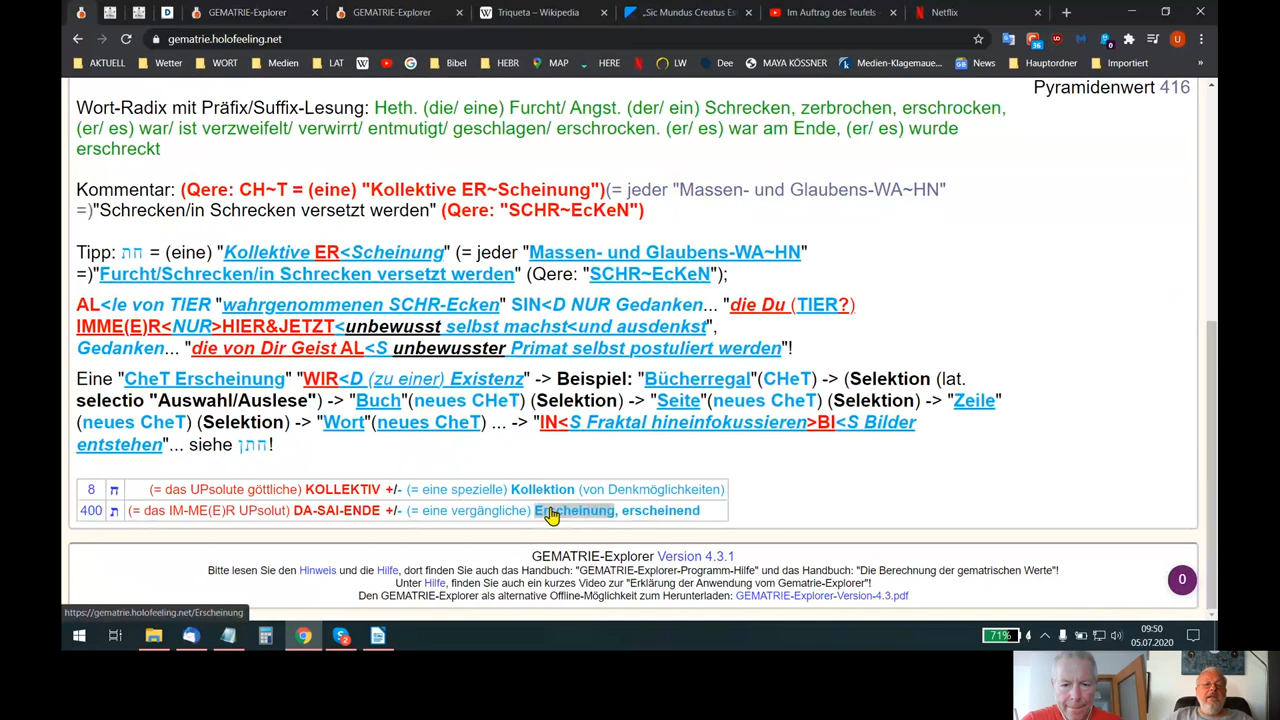 GEMATRIE-Explorer
GEMATRIE-Explorer
Triqueta – Wikipedia
„Sic Mundus Creatus Es
Im Auftrag des Teufels
Netflix
gematrie.holofeeling.net
AKTUELL Wetter WORT Medien LAT Bibel HEBR MAP HERE LW Dee MAYA KÖSSNER Medien-Klagemaue... News Hauptordner Importiert »
Pyramidenwert 416
Wort-Radix mit Präfix/Suffix-Lesung: Heth. (die/ eine) Furcht/ Angst. (der/ ein) Schrecken, zerbrochen, erschrocken,
(er/ es) war/ ist verzweifelt/ verwirrt/ entmutigt/ geschlagen/ erschrocken. (er/ es) war am Ende, (er/ es) wurde
erschreckt
Kommentar: (Qere: CH~T = (eine) "Kollektive ER~Scheinung")(= jeder "Massen- und Glaubens-WA~HN"
=)"Schrecken/in Schrecken versetzt werden" (Qere: "SCHR~EcKeN")
Tipp: חת = (eine) "Kollektive ER<Scheinung" (= jeder "Massen- und Glaubens-WA~HN"
=)"Furcht/Schrecken/in Schrecken versetzt werden" (Qere: "SCHR~EcKeN");
AL<le von TIER "wahrgenommenen SCHR-Ecken" SIN<D NUR Gedanken... "die Du (TIER?)
IMME(E)R<NUR>HIER&JETZT<unbewusst selbst machst<und ausdenkst",
Gedanken... "die von Dir Geist AL<S unbewusster Primat selbst postuliert werden"!
Eine "CheT Erscheinung" "WIR<D (zu einer) Existenz" -> Beispiel: "Bücherregal"(CHeT) -> (Selektion (lat.
selectio "Auswahl/Auslese") -> "Buch"(neues CHeT) (Selektion) -> "Seite"(neues CheT) (Selektion) -> "Zeile"
(neues CheT) (Selektion) -> "Wort"(neues CheT) ... -> "IN<S Fraktal hineinfokussieren>BI<S Bilder
entstehen"... siehe חתן!
8 ח (= das UPsolute göttliche) KOLLEKTIV +/- (= eine spezielle) Kollektion (von Denkmöglichkeiten)
400 ת (= das IM-ME(E)R UPsolut) DA-SAI-ENDE +/- (= eine vergängliche) Erscheinung, erscheinend
GEMATRIE-Explorer Version 4.3.1
Bitte lesen Sie den Hinweis und die Hilfe, dort finden Sie auch das Handbuch: "GEMATRIE-Explorer-Programm-Hilfe" und das Handbuch: "Die Berechnung der gematrischen Werte"!
Unter Hilfe, finden Sie auch ein kurzes Video zur "Erklärung der Anwendung vom Gematrie-Explorer"!
Den GEMATRIE-Explorer als alternative Offline-Möglichkeit zum Herunterladen: GEMATRIE-Explorer-Version-4.3.pdf
0
https://gematrie.holofeeling.net/Erscheinung
71%
09:50
05.07.2020